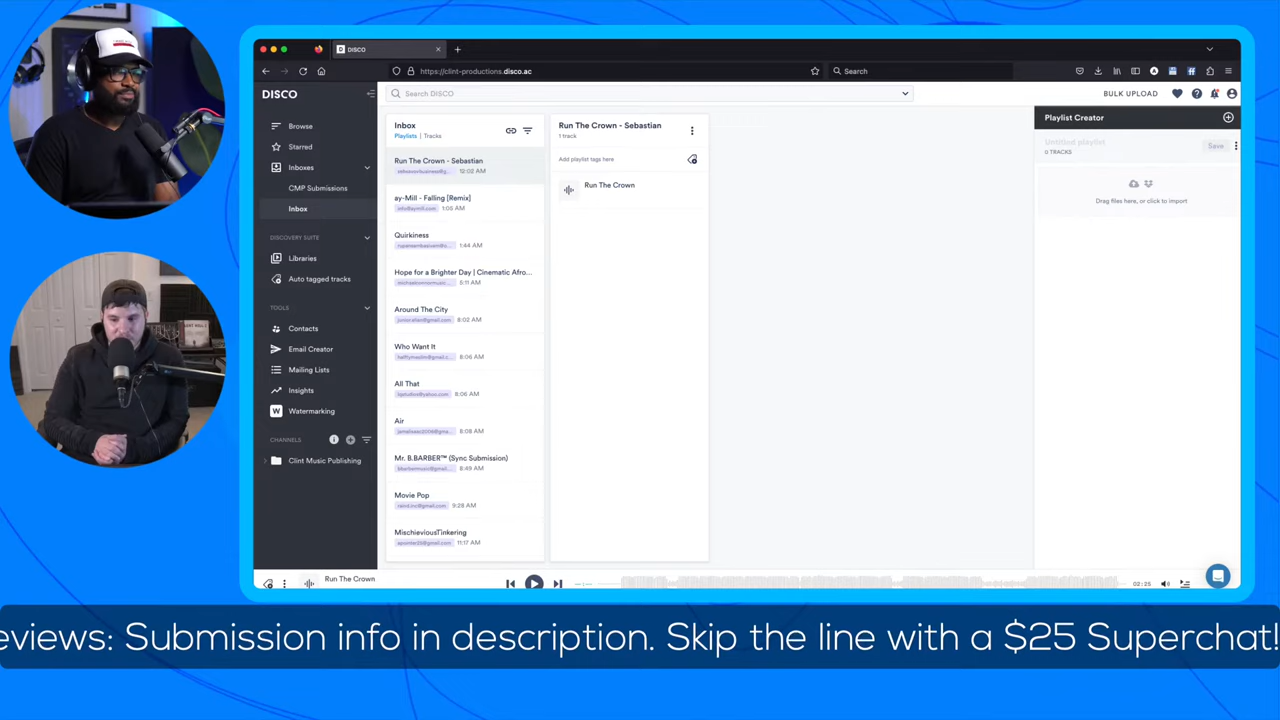 DISCO
https://clint-productions.disco.ac
Search
DISCO
Search DISCO
BULK UPLOAD
Browse
Starred
Inboxes
CMP Submissions
Inbox
DISCOVERY SUITE
Libraries
Auto tagged tracks
TOOLS
Contacts
Email Creator
Mailing Lists
Insights
W Watermarking
CHANNELS
Clint Music Publishing
Inbox
Playlists | Tracks
Run The Crown - Sebastian
12:02 AM
ay-Mill - Falling [Remix]
info@aymill.com 1:05 AM
Quirkiness
1:44 AM
Hope for a Brighter Day | Cinematic Afro...
5:11 AM
Around The City
8:02 AM
Who Want It
8:06 AM
All That
8:06 AM
Air
8:08 AM
Mr. B.BARBER™ (Sync Submission)
8:49 AM
Movie Pop
9:28 AM
MischieviousTinkering
11:17 AM
Run The Crown - Sebastian
1 track
Add playlist tags here
Run The Crown
Playlist Creator
Untitled playlist
0 TRACKS
Save
Drag files here, or click to import
Run The Crown
02:25
eviews: Submission info in description. Skip the line with a $25 Superchat!